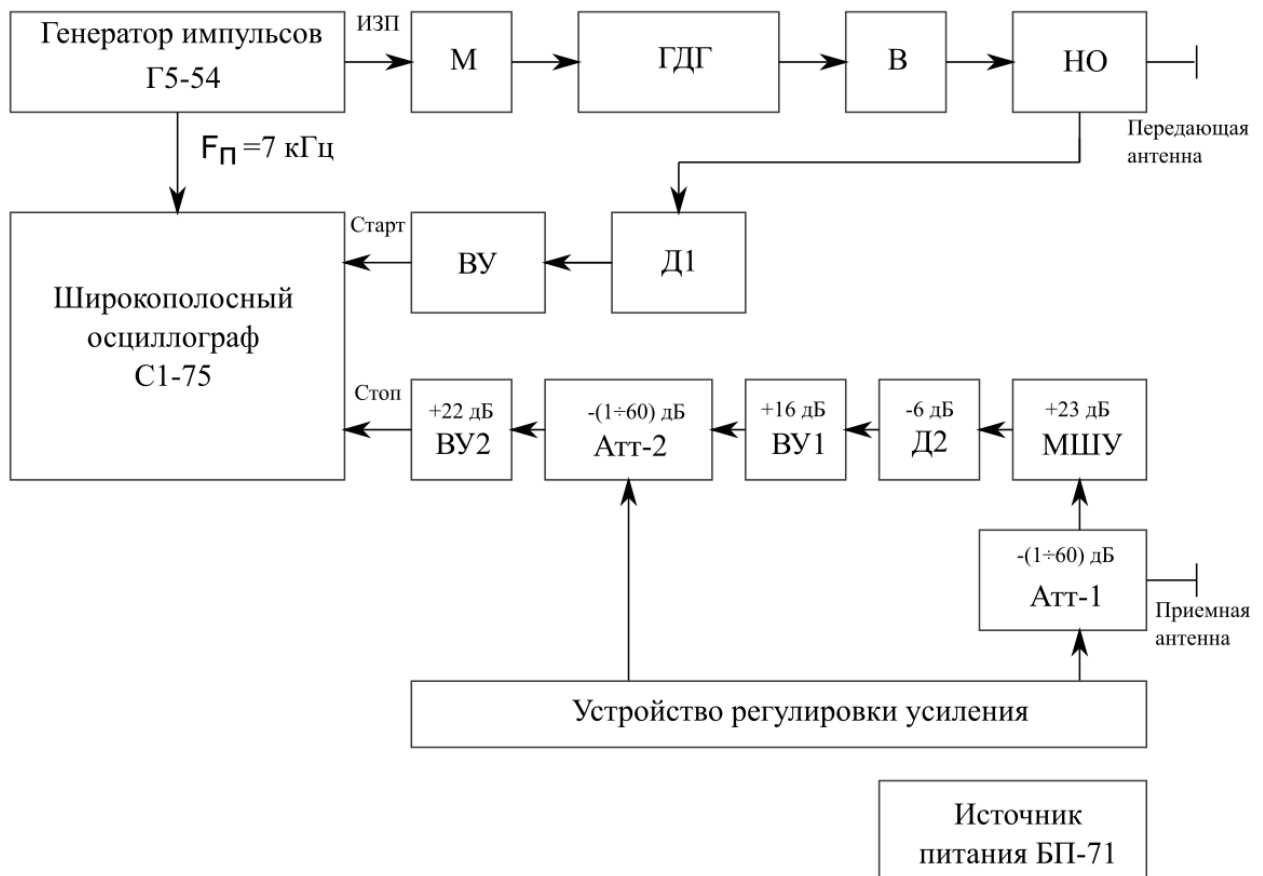 Генератор импульсов
Г5-54
ИЗП
М
ГДГ
В
НО
Передающая
антенна
Fп =7 кГц
Широкополосный
осциллограф
С1-75
Старт
ВУ
Д1
Стоп
+22 дБ
ВУ2
-(1÷60) дБ
Атт-2
+16 дБ
ВУ1
-6 дБ
Д2
+23 дБ
МШУ
-(1÷60) дБ
Атт-1
Приемная
антенна
Устройство регулировки усиления
Источник
питания БП-71